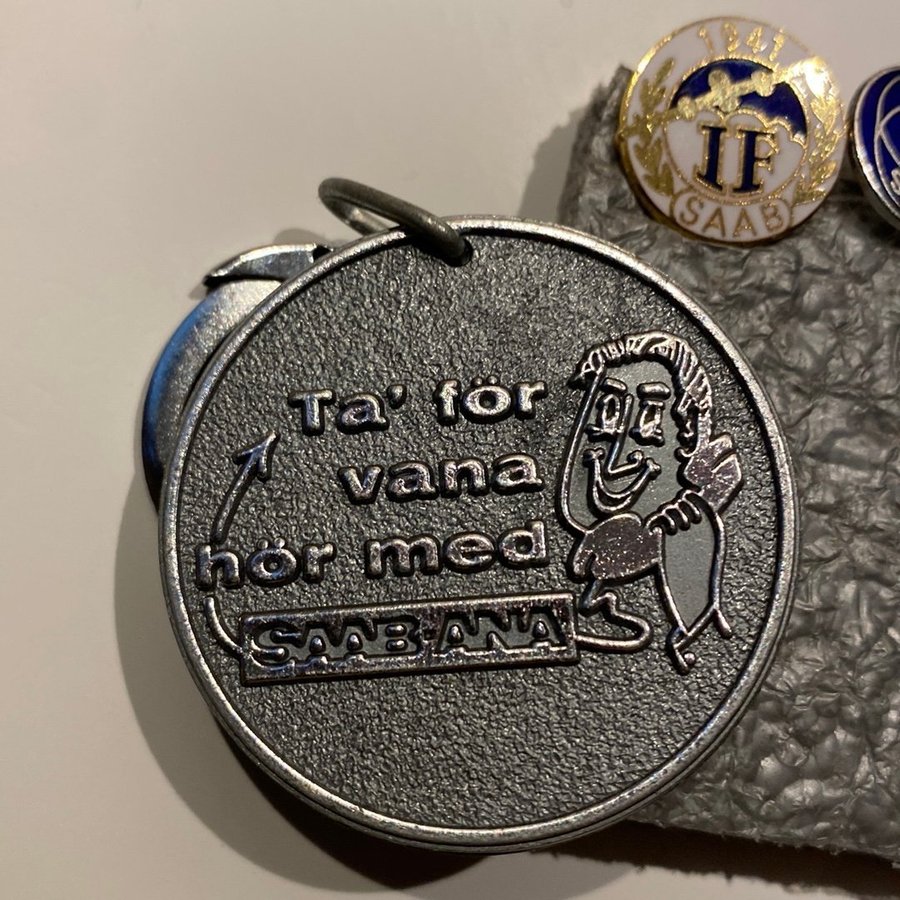 1941
IF
SAAB
Ta' för
vana
hör med
SAAB-ANA